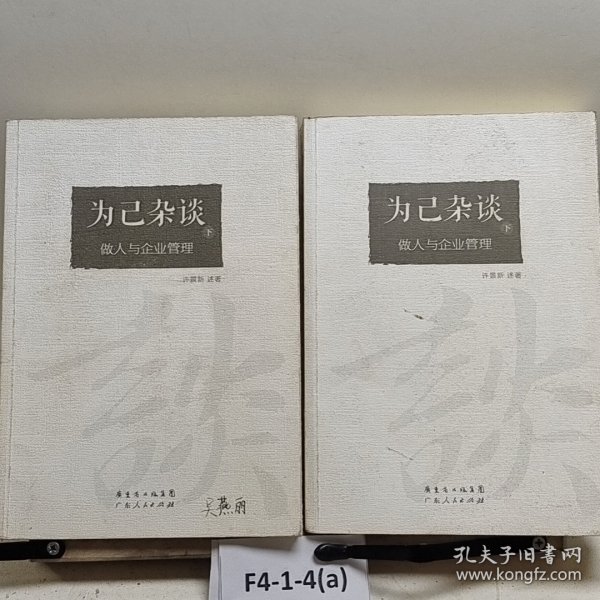 为己杂谈
下
做人与企业管理
许景新 述著
談
广东省出版集团
广东人民出版社
吴燕丽
为己杂谈
下
做人与企业管理
许景新 述著
談
广东省出版集团
广东人民出版社
F4-1-4(a)
孔夫子旧书网
www.kongfz.com